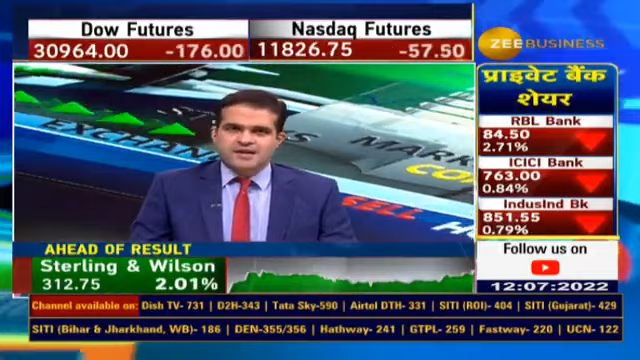 Dow Futures
30964.00 -176.00
Nasdaq Futures
11826.75 -57.50
ZEE BUSINESS
प्राइवेट बैंक
शेयर
RBL Bank
84.50
2.71%
ICICI Bank
763.00
0.84%
IndusInd Bk
851.55
0.79%
EXCHAN
MARK
SELL
AHEAD OF RESULT
Sterling & Wilson
312.75 2.01%
Follow us on
12:07:2022
Channel available on: Dish TV- 731 | D2H-343 | Tata Sky-590 | Airtel DTH- 331 | SITI (ROI)- 404 | SITI (Gujarat)- 429
SITI (Bihar & Jharkhand, WB)- 186 | DEN-355/356 | Hathway- 241 | GTPL- 259 | Fastway- 220 | UCN- 122